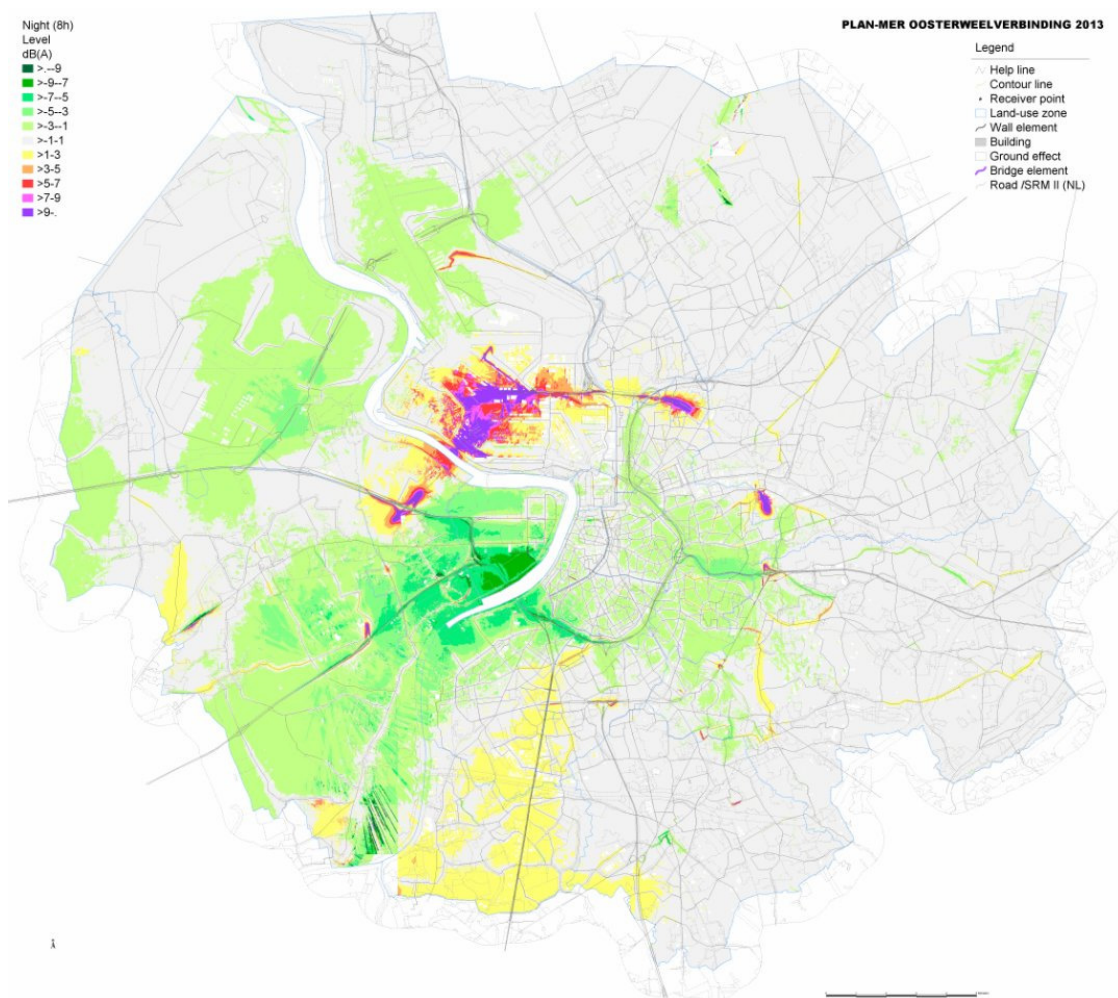 Night (8h)
Level
dB(A)
>.--9
>-9--7
>-7--5
>-5--3
>-3--1
>-1-1
>1-3
>3-5
>5-7
>7-9
>9-.
PLAN-MER OOSTERWEELVERBINDING 2013
Legend
Help line
Contour line
Receiver point
Land-use zone
Wall element
Building
Ground effect
Bridge element
Road /SRM II (NL)